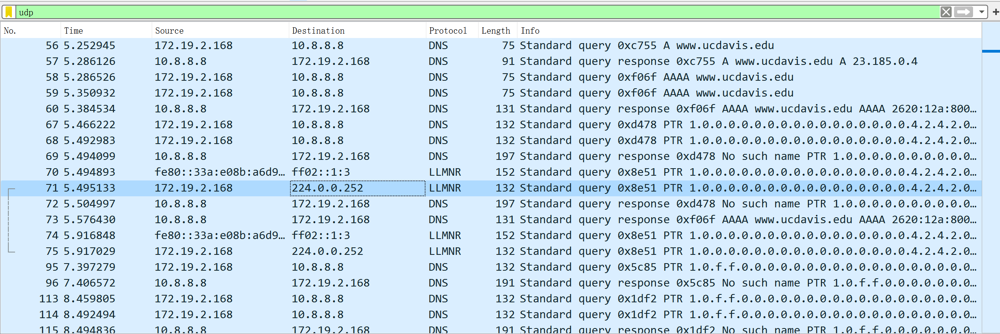 udp
No. Time Source Destination Protocol Length Info
56 5.252945 172.19.2.168 10.8.8.8 DNS 75 Standard query 0xc755 A www.ucdavis.edu
57 5.286126 10.8.8.8 172.19.2.168 DNS 91 Standard query response 0xc755 A www.ucdavis.edu A 23.185.0.4
58 5.286526 172.19.2.168 10.8.8.8 DNS 75 Standard query 0xf06f AAAA www.ucdavis.edu
59 5.350932 172.19.2.168 10.8.8.8 DNS 75 Standard query 0xf06f AAAA www.ucdavis.edu
60 5.384534 10.8.8.8 172.19.2.168 DNS 131 Standard query response 0xf06f AAAA www.ucdavis.edu AAAA 2620:12a:800…
67 5.466222 172.19.2.168 10.8.8.8 DNS 132 Standard query 0xd478 PTR 1.0.0.0.0.0.0.0.0.0.0.0.0.0.0.0.0.4.2.4.2.0…
68 5.492983 172.19.2.168 10.8.8.8 DNS 132 Standard query 0xd478 PTR 1.0.0.0.0.0.0.0.0.0.0.0.0.0.0.0.0.4.2.4.2.0…
69 5.494099 10.8.8.8 172.19.2.168 DNS 197 Standard query response 0xd478 No such name PTR 1.0.0.0.0.0.0.0.0.0.0…
70 5.494893 fe80::33a:e08b:a6d9… ff02::1:3 LLMNR 152 Standard query 0x8e51 PTR 1.0.0.0.0.0.0.0.0.0.0.0.0.0.0.0.0.4.2.4.2.0…
71 5.495133 172.19.2.168 224.0.0.252 LLMNR 132 Standard query 0x8e51 PTR 1.0.0.0.0.0.0.0.0.0.0.0.0.0.0.0.0.4.2.4.2.0…
72 5.504997 10.8.8.8 172.19.2.168 DNS 197 Standard query response 0xd478 No such name PTR 1.0.0.0.0.0.0.0.0.0.0…
73 5.576430 10.8.8.8 172.19.2.168 DNS 131 Standard query response 0xf06f AAAA www.ucdavis.edu AAAA 2620:12a:800…
74 5.916848 fe80::33a:e08b:a6d9… ff02::1:3 LLMNR 152 Standard query 0x8e51 PTR 1.0.0.0.0.0.0.0.0.0.0.0.0.0.0.0.0.4.2.4.2.0…
75 5.917029 172.19.2.168 224.0.0.252 LLMNR 132 Standard query 0x8e51 PTR 1.0.0.0.0.0.0.0.0.0.0.0.0.0.0.0.0.4.2.4.2.0…
95 7.397279 172.19.2.168 10.8.8.8 DNS 132 Standard query 0x5c85 PTR 1.0.f.f.0.0.0.0.0.0.0.0.0.0.0.0.0.0.0.0.0.0…
96 7.406572 10.8.8.8 172.19.2.168 DNS 191 Standard query response 0x5c85 No such name PTR 1.0.f.f.0.0.0.0.0.0.0…
113 8.459805 172.19.2.168 10.8.8.8 DNS 132 Standard query 0x1df2 PTR 1.0.f.f.0.0.0.0.0.0.0.0.0.0.0.0.0.0.0.0.0.0…
114 8.492494 172.19.2.168 10.8.8.8 DNS 132 Standard query 0x1df2 PTR 1.0.f.f.0.0.0.0.0.0.0.0.0.0.0.0.0.0.0.0.0.0…
115 8.494836 10.8.8.8 172.19.2.168 DNS 191 Standard query response 0x1df2 No such name PTR 1.0.f.f.0.0.0.0.0.0.0…